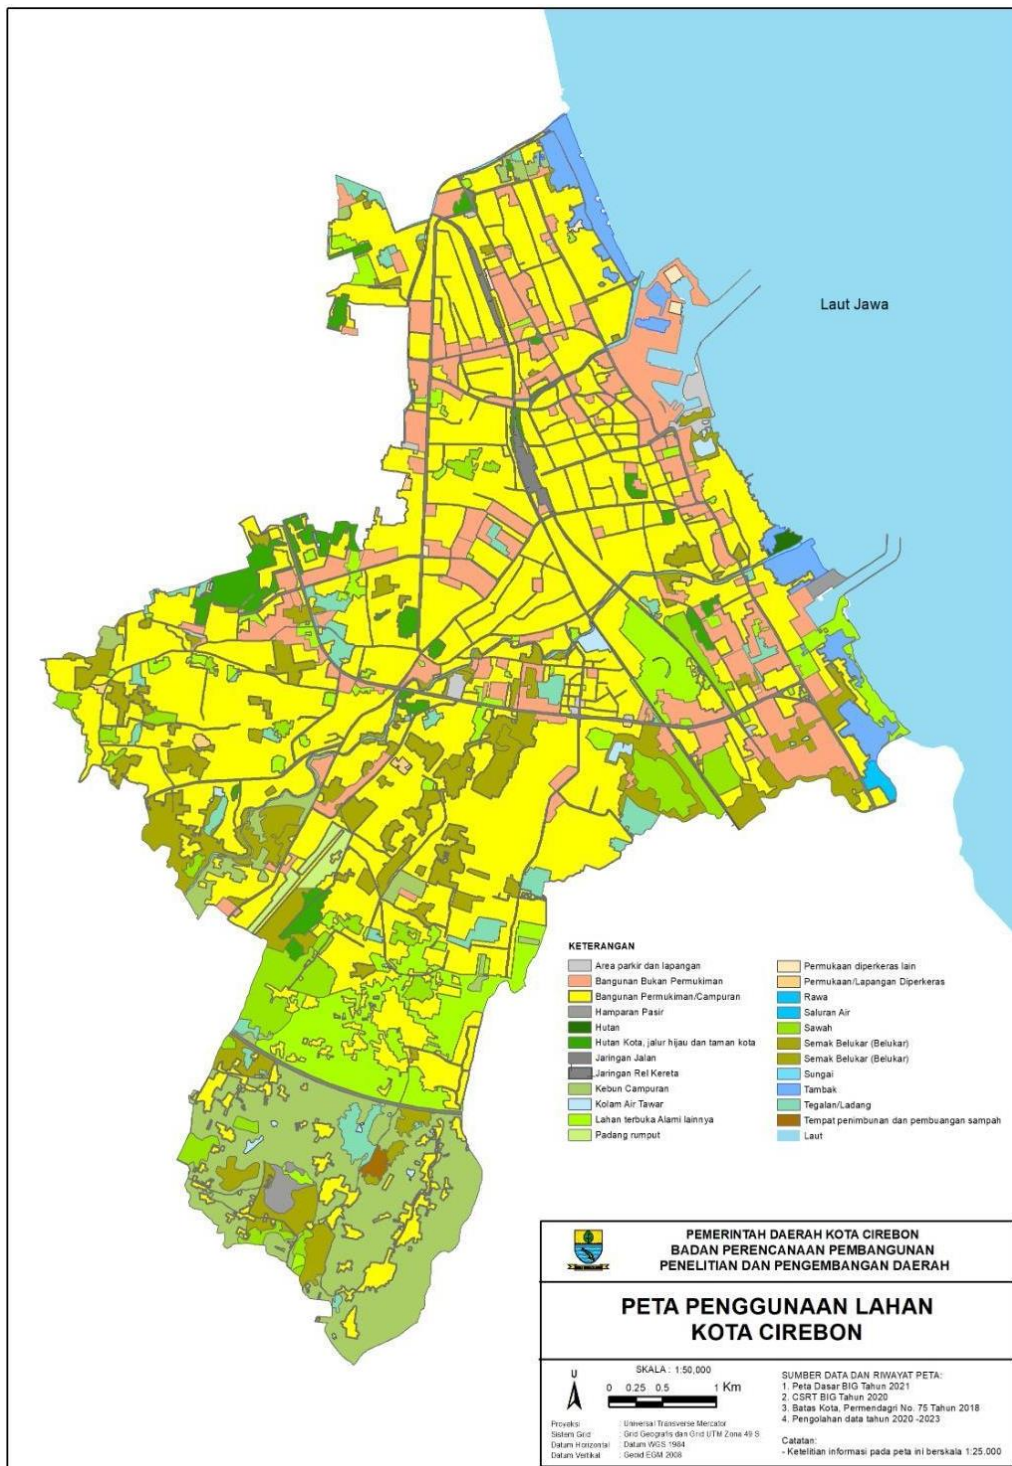 Laut Jawa
KETERANGAN
Area parkir dan lapangan
Bangunan Bukan Permukiman
Bangunan Permukiman/Campuran
Hamparan Pasir
Hutan
Hutan Kota, jalur hijau dan taman kota
Jaringan Jalan
Jaringan Rel Kereta
Kebun Campuran
Kolam Air Tawar
Lahan terbuka Alami lainnya
Padang rumput
Permukaan diperkeras lain
Permukaan/Lapangan Diperkeras
Rawa
Saluran Air
Sawah
Semak Belukar (Belukar)
Semak Belukar (Belukar)
Sungai
Tambak
Tegalan/Ladang
Tempat penimbunan dan pembuangan sampah
Laut
PEMERINTAH DAERAH KOTA CIREBON
BADAN PERENCANAAN PEMBANGUNAN
PENELITIAN DAN PENGEMBANGAN DAERAH
PETA PENGGUNAAN LAHAN
KOTA CIREBON
U
SKALA : 1:50,000
0 0.25 0.5 1 Km
Proyeksi : Universal Transverse Mercator
Sistem Grid : Grid Geografis dan Grid UTM Zona 49 S
Datum Horizontal : Datum WGS 1984
Datum Vertikal : Geoid EGM 2008
SUMBER DATA DAN RIWAYAT PETA:
1. Peta Dasar BIG Tahun 2021
2. CSRT BIG Tahun 2020
3. Batas Kota, Permendagri No. 75 Tahun 2018
4. Pengolahan data tahun 2020 -2023
Catatan:
- Ketelitian informasi pada peta ini berskala 1:25.000